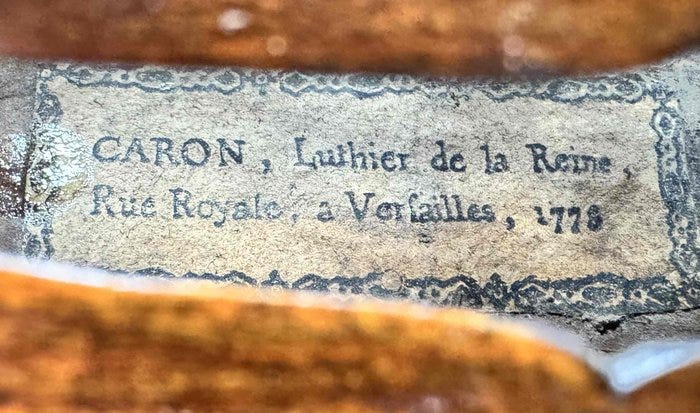 CARON, Luthier de la Reine,
Rue Royale, a Verſailles, 1778